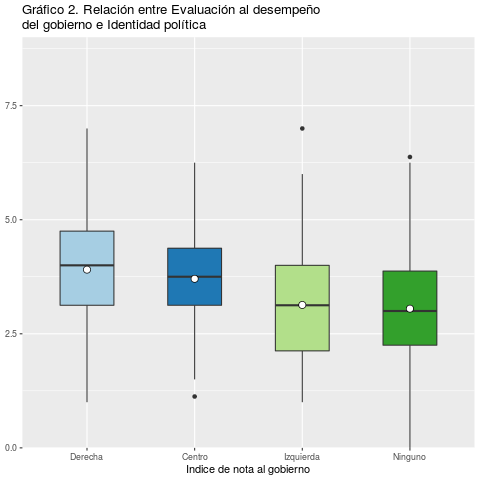 Gráfico 2. Relación entre Evaluación al desempeño
del gobierno e Identidad política
7.5
5.0
2.5
0.0
Derecha Centro Izquierda Ninguno
Indice de nota al gobierno